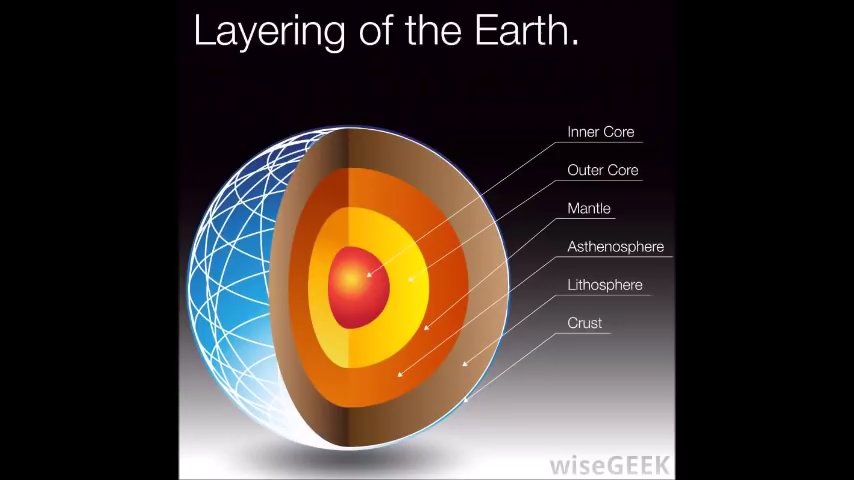 Layering of the Earth.
Inner Core
Outer Core
Mantle
Asthenosphere
Lithosphere
Crust
wiseGEEK